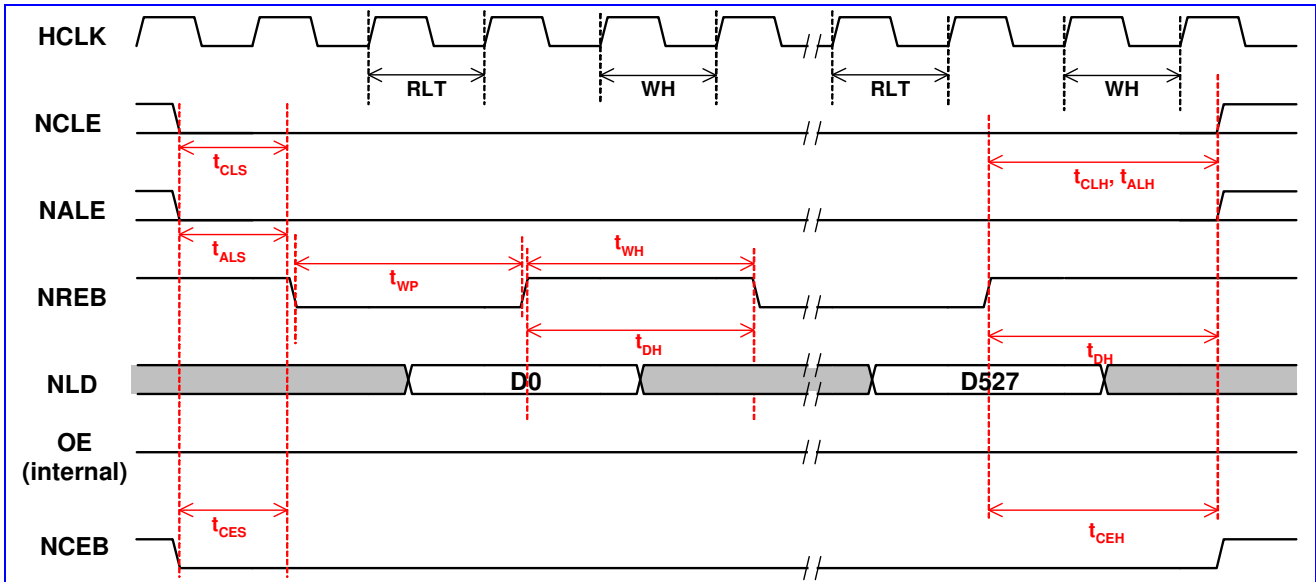 HCLK
RLT WH RLT WH
NCLE
tCLS tCLH, tALH
NALE
tALS tWH
tWP
NREB
tDH tDH
NLD D0 D527
OE
(internal)
tCES tCEH
NCEB